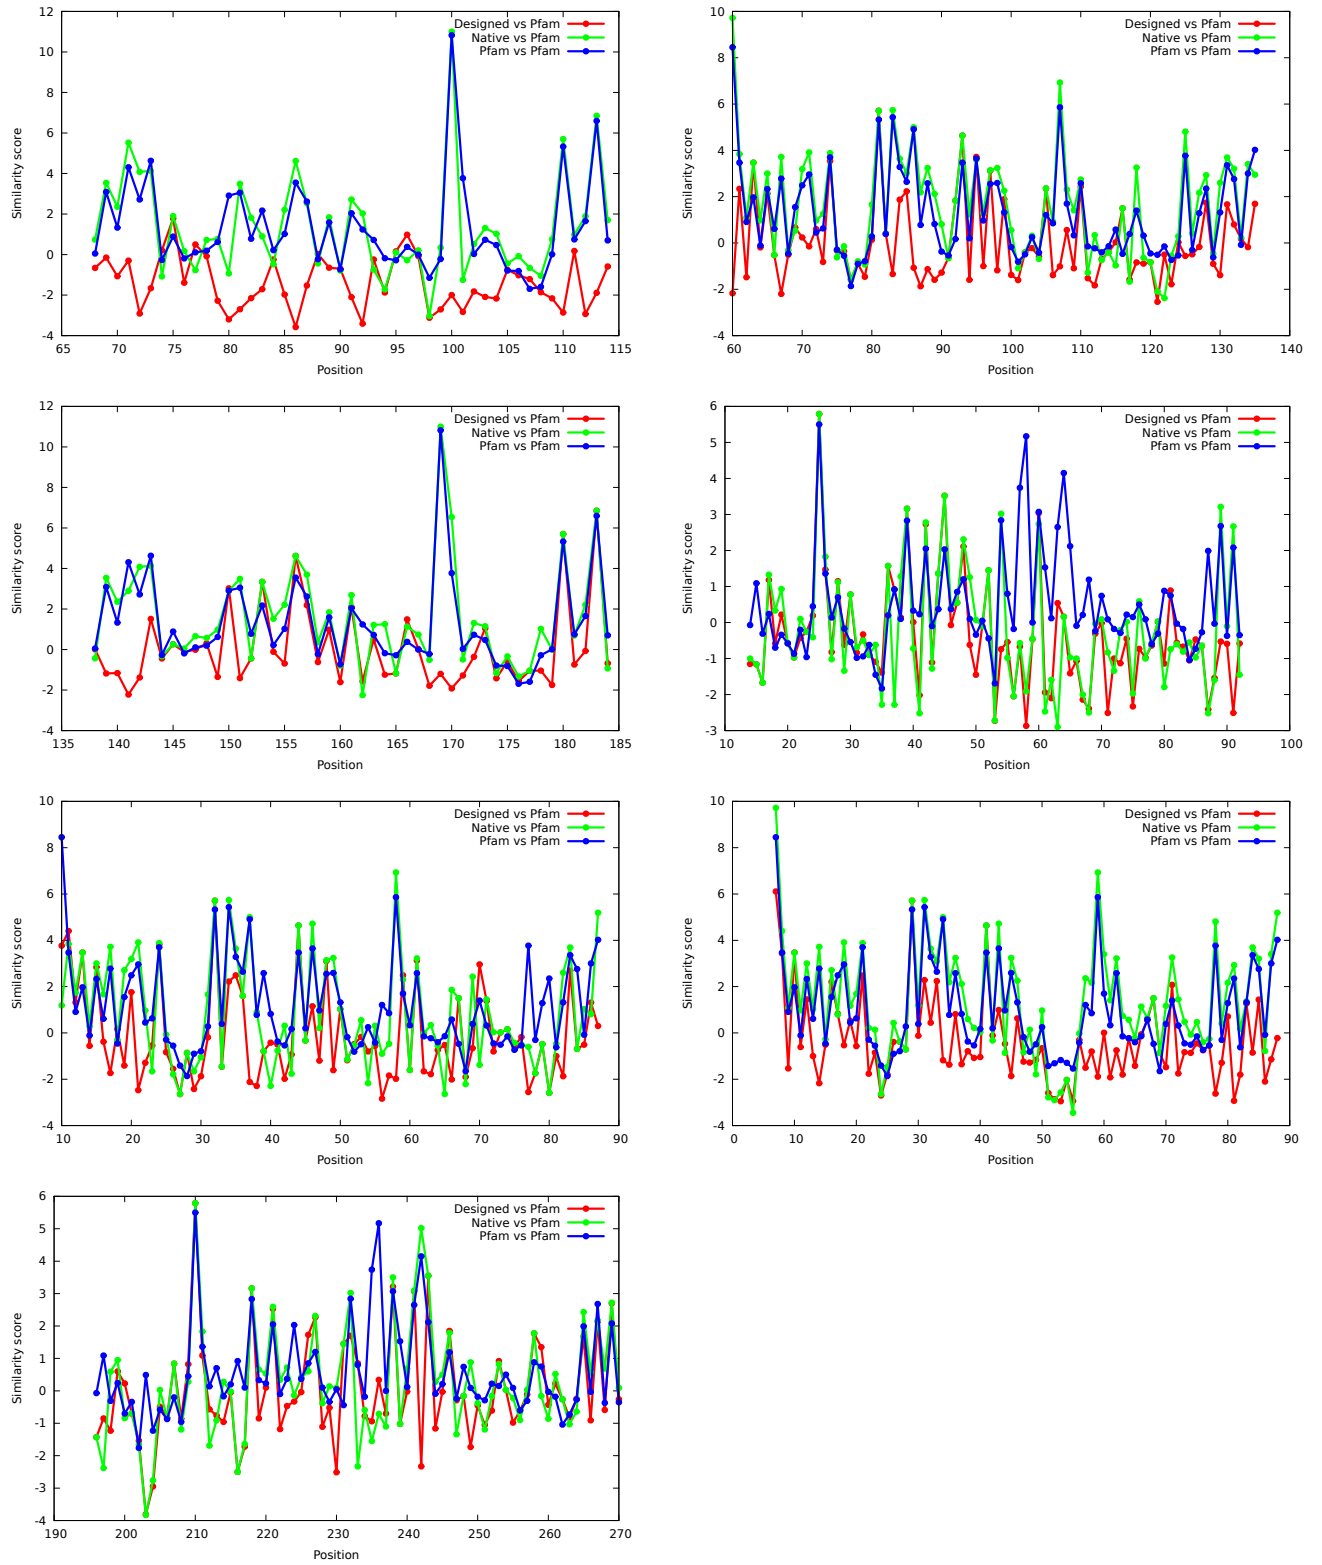 12
10
8
6
4
2
0
-2
-4
65 70 75 80 85 90 95 100 105 110 115
Similarity score
Position
Designed vs Pfam
Native vs Pfam
Pfam vs Pfam
10
8
6
4
2
0
-2
-4
60 70 80 90 100 110 120 130 140
Similarity score
Position
Designed vs Pfam
Native vs Pfam
Pfam vs Pfam
12
10
8
6
4
2
0
-2
-4
135 140 145 150 155 160 165 170 175 180 185
Similarity score
Position
Designed vs Pfam
Native vs Pfam
Pfam vs Pfam
6
5
4
3
2
1
0
-1
-2
-3
10 20 30 40 50 60 70 80 90 100
Similarity score
Position
Designed vs Pfam
Native vs Pfam
Pfam vs Pfam
10
8
6
4
2
0
-2
-4
10 20 30 40 50 60 70 80 90
Similarity score
Position
Designed vs Pfam
Native vs Pfam
Pfam vs Pfam
10
8
6
4
2
0
-2
-4
0 10 20 30 40 50 60 70 80 90
Similarity score
Position
Designed vs Pfam
Native vs Pfam
Pfam vs Pfam
6
5
4
3
2
1
0
-1
-2
-3
-4
190 200 210 220 230 240 250 260 270
Similarity score
Position
Designed vs Pfam
Native vs Pfam
Pfam vs Pfam